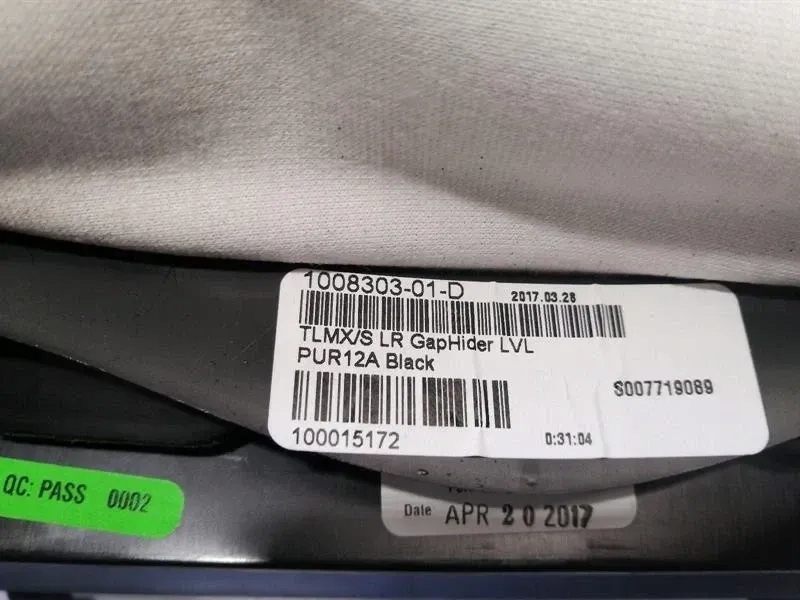 1008303-01-D
2017.03.28
TLMX/S LR GapHider LVL
PUR12A Black
S007719089
100015172
0:31:04
QC: PASS 0002
Date APR 20 2017